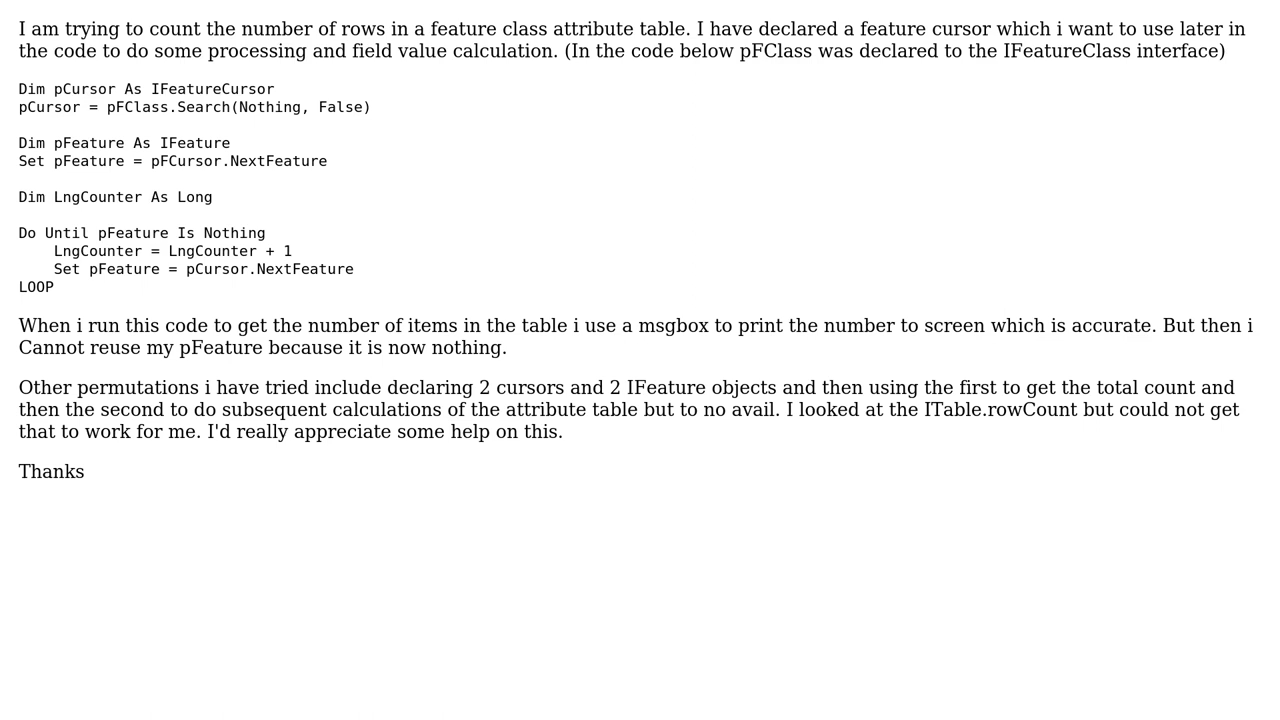 I am trying to count the number of rows in a feature class attribute table. I have declared a feature cursor which i want to use later in
the code to do some processing and field value calculation. (In the code below pFClass was declared to the IFeatureClass interface)
Dim pCursor As IFeatureCursor
pCursor = pFClass.Search(Nothing, False)
Dim pFeature As IFeature
Set pFeature = pFCursor.NextFeature
Dim LngCounter As Long
Do Until pFeature Is Nothing
    LngCounter = LngCounter + 1
    Set pFeature = pCursor.NextFeature
LOOP
When i run this code to get the number of items in the table i use a msgbox to print the number to screen which is accurate. But then i
Cannot reuse my pFeature because it is now nothing.
Other permutations i have tried include declaring 2 cursors and 2 IFeature objects and then using the first to get the total count and
then the second to do subsequent calculations of the attribute table but to no avail. I looked at the ITable.rowCount but could not get
that to work for me. I'd really appreciate some help on this.
Thanks